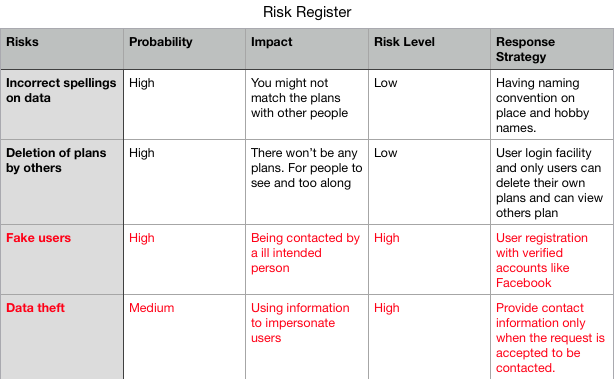 Risk Register
Risks Probability Impact Risk Level Response
Strategy
Incorrect spellings
on data
High
You might not
match the plans
with other people
Low
Having naming
convention on
place and hobby
names.
Deletion of plans
by others
High
There won't be any
plans. For people to
see and too along
Low
User login facility
and only users can
delete their own
plans and can view
others plan
Fake users
High
Being contacted by
a ill intended
person
High
User registration
with verified
accounts like
Facebook
Data theft
Medium
Using information
to impersonate
users
High
Provide contact
information only
when the request is
accepted to be
contacted.